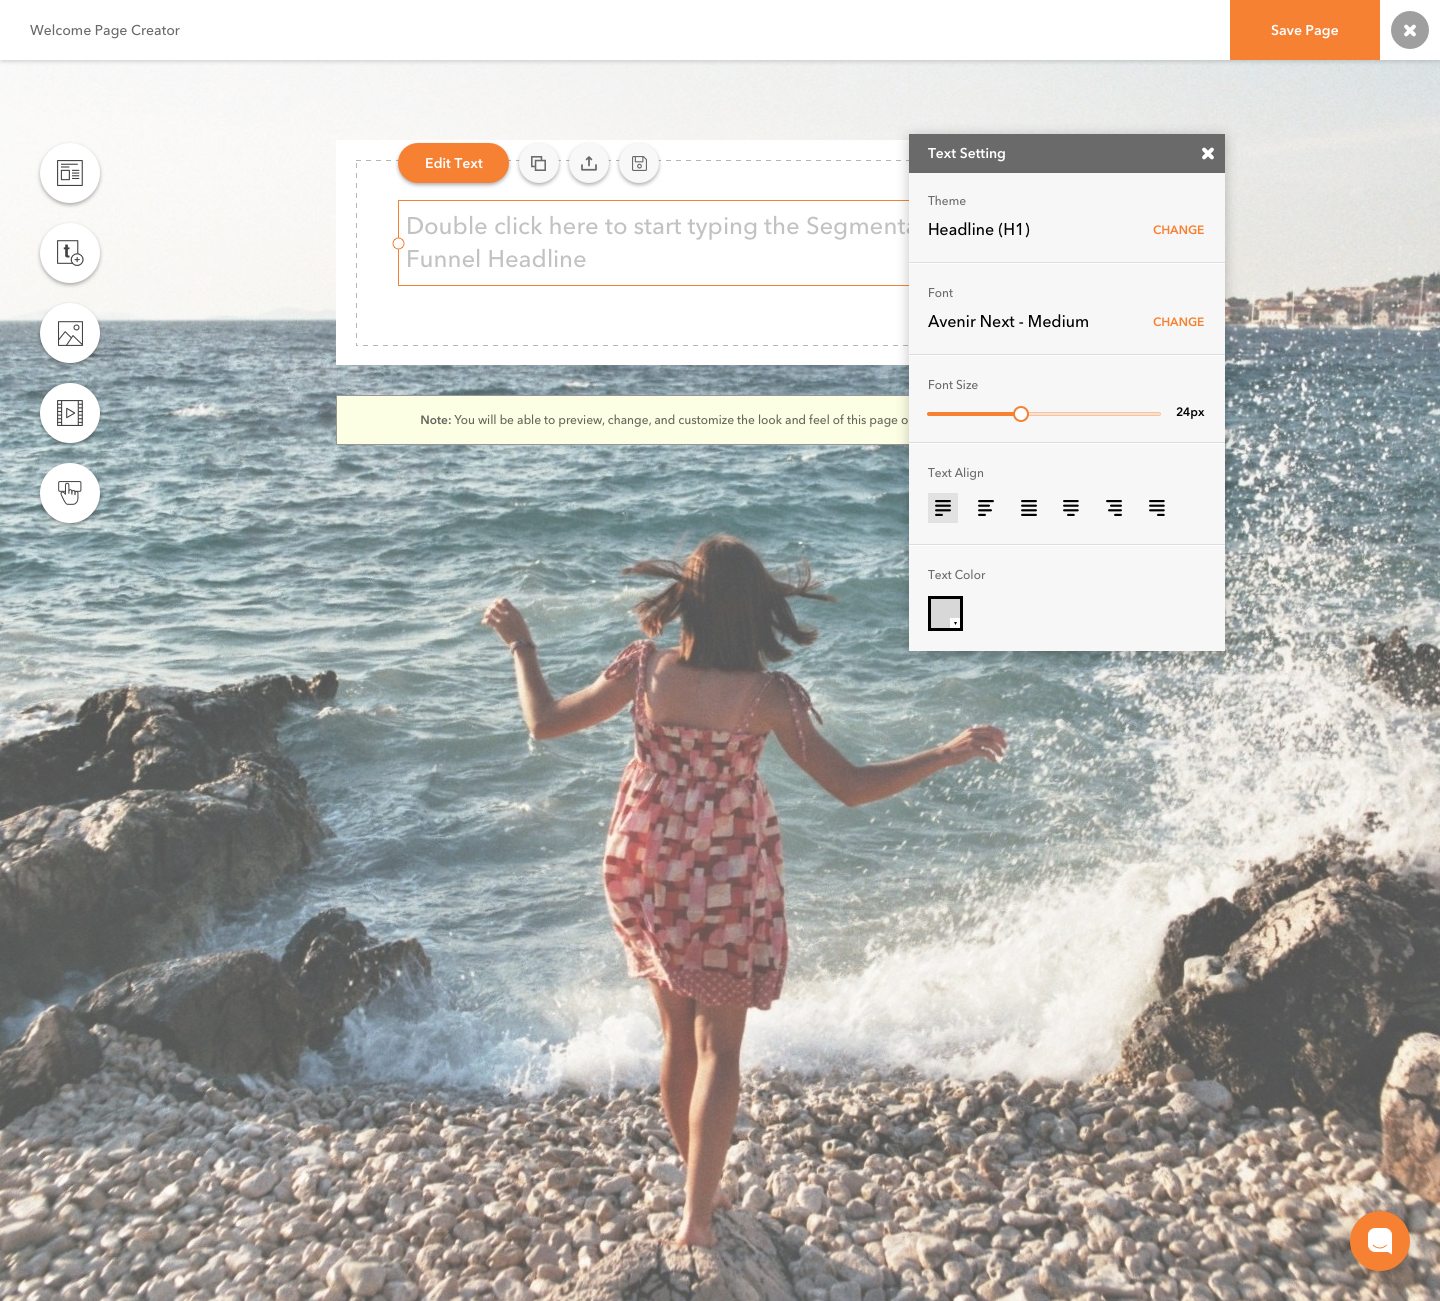 Welcome Page Creator
Save Page
Edit Text
Double click here to start typing the Segmenta
Funnel Headline
Note: You will be able to preview, change, and customize the look and feel of this page o
Text Setting
Theme
Headline (H1)
CHANGE
Font
Avenir Next - Medium
CHANGE
Font Size
24px
Text Align
Text Color
t